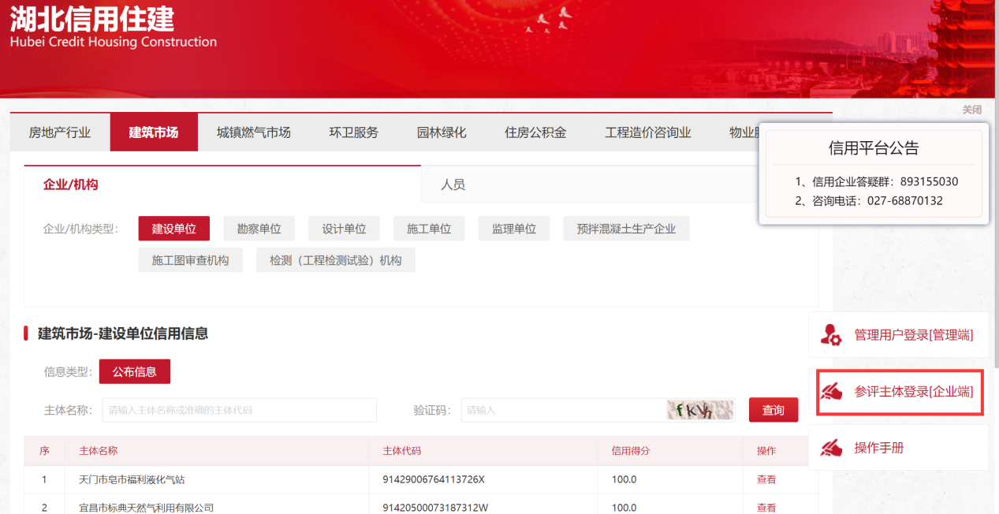 湖北信用住建
Hubei Credit Housing Construction
关闭
房地产行业 建筑市场 城镇燃气市场 环卫服务 园林绿化 住房公积金 工程造价咨询业 物业
信用平台公告
1、信用企业答疑群：893155030
2、咨询电话：027-68870132
企业/机构 人员
企业/机构类型： 建设单位 勘察单位 设计单位 施工单位 监理单位 预拌混凝土生产企业
施工图审查机构 检测（工程检测试验）机构
管理用户登录[管理端]
参评主体登录[企业端]
操作手册
建筑市场-建设单位信用信息
信息类型： 公布信息
主体名称： 请输入主体名称或准确的主体代码 验证码： 请输入 fkVh 查询
序 主体名称 主体代码 信用得分 操作
1 天门市皂市福利液化气站 91429006764113726X 100.0 查看
2 宜昌市标典天然气利用有限公司 91420500073187312W 100.0 查看